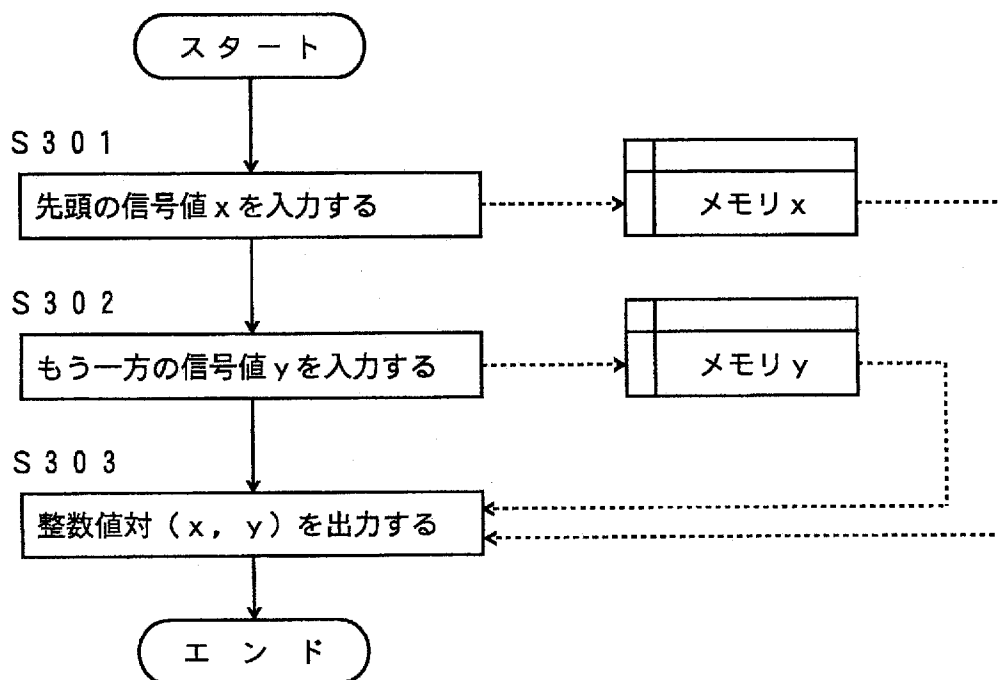 スタート
S301
先頭の信号値xを入力する
メモリx
S302
もう一方の信号値yを入力する
メモリy
S303
整数値対(x,y)を出力する
エンド